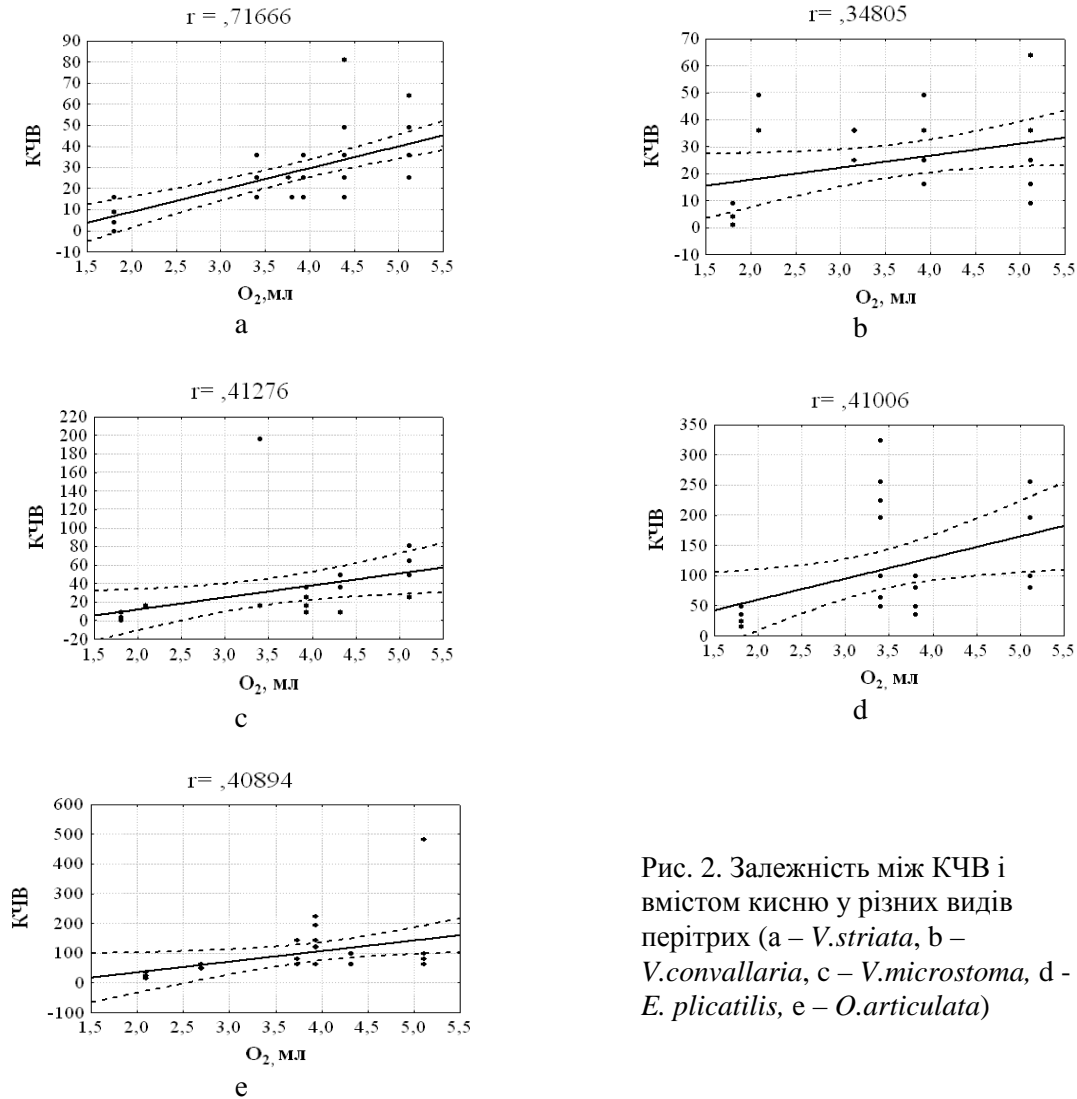 r = ,71666
90
80
70
60
50
40
30
20
10
0
-10
КЧВ
1,5 2,0 2,5 3,0 3,5 4,0 4,5 5,0 5,5
O₂,мл
a
r= ,34805
70
60
50
40
30
20
10
0
-10
КЧВ
1,5 2,0 2,5 3,0 3,5 4,0 4,5 5,0 5,5
O₂, мл
b
r= ,41276
220
200
180
160
140
120
100
80
60
40
20
0
-20
КЧВ
1,5 2,0 2,5 3,0 3,5 4,0 4,5 5,0 5,5
O₂, мл
c
r= ,41006
350
300
250
200
150
100
50
0
КЧВ
1,5 2,0 2,5 3,0 3,5 4,0 4,5 5,0 5,5
O₂, мл
d
r= ,40894
600
500
400
300
200
100
0
-100
КЧВ
1,5 2,0 2,5 3,0 3,5 4,0 4,5 5,0 5,5
O₂, мл
e
Рис. 2. Залежність між КЧВ і
вмістом кисню у різних видів
перітрих (a – V.striata, b –
V.convallaria, c – V.microstoma, d -
E. plicatilis, e – O.articulata)